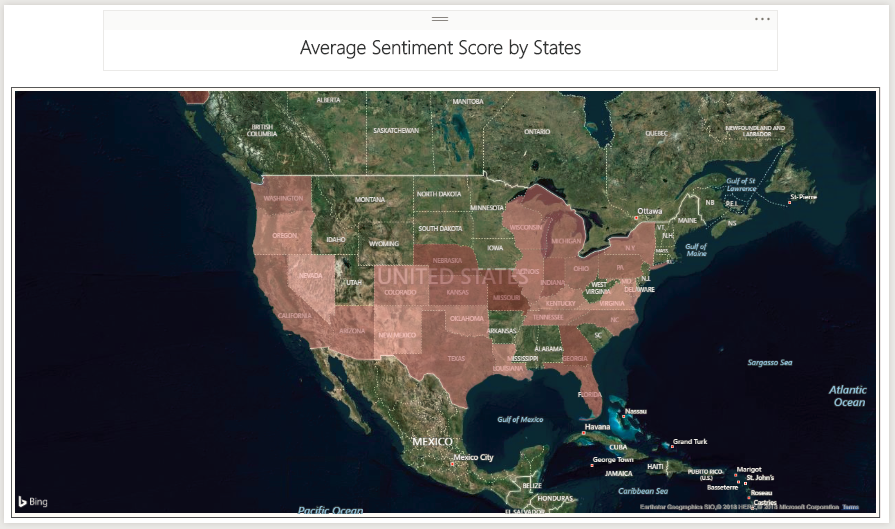 Average Sentiment Score by States
ALBERTA
MANITOBA
BRITISH
COLUMBIA
SASKATCHEWAN
ONTARIO
QUEBEC
NEWFOUNDLAND AND
LABRADOR
Gulf of St
Lawrence
St-Pierre
P.E.I.
NB
NS
Ottawa
MAINE
WASHINGTON
MONTANA
NORTH DAKOTA
MINNESOTA
VT.
N.H.
Gulf of
Maine
OREGON
IDAHO
SOUTH DAKOTA
WISCONSIN
MICHIGAN
N.Y.
MASS.
R.I.
WYOMING
IOWA
NEBRASKA
NEVADA
UTAH
UNITED STATES
COLORADO
KANSAS
MISSOURI
ILLINOIS
INDIANA
OHIO
PA.
N.J.
MD.
DELAWARE
WEST
VIRGINIA
VIRGINIA
KENTUCKY
CALIFORNIA
ARIZONA
NEW MEXICO
OKLAHOMA
ARKANSAS
TENNESSEE
NC
SC
TEXAS
LOUISIANA
MISSISSIPPI
ALABAMA
GEORGIA
FLORIDA
Sargasso Sea
Atlantic
Ocean
Gulf of Mexico
Nassau
Havana
CUBA
Grand Turk
MEXICO
Mexico City
George Town
JAMAICA
HAITI
PUERTO RICO
(U.S.)
Marigot
St. John's
Basseterre
Roseau
Castries
BELIZE
HONDURAS
EL SALVADOR
Caribbean Sea
Pacific Ocean
Bing
Earthstar Geographics SIO, © 2018 HERE, © 2018 Microsoft Corporation Terms